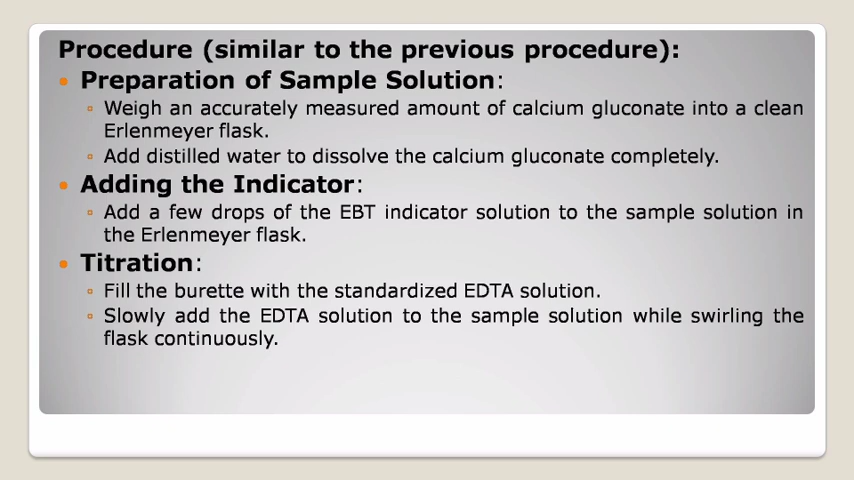 Procedure (similar to the previous procedure):
Preparation of Sample Solution:
Weigh an accurately measured amount of calcium gluconate into a clean
Erlenmeyer flask.
Add distilled water to dissolve the calcium gluconate completely.
Adding the Indicator:
Add a few drops of the EBT indicator solution to the sample solution in
the Erlenmeyer flask.
Titration:
Fill the burette with the standardized EDTA solution.
Slowly add the EDTA solution to the sample solution while swirling the
flask continuously.